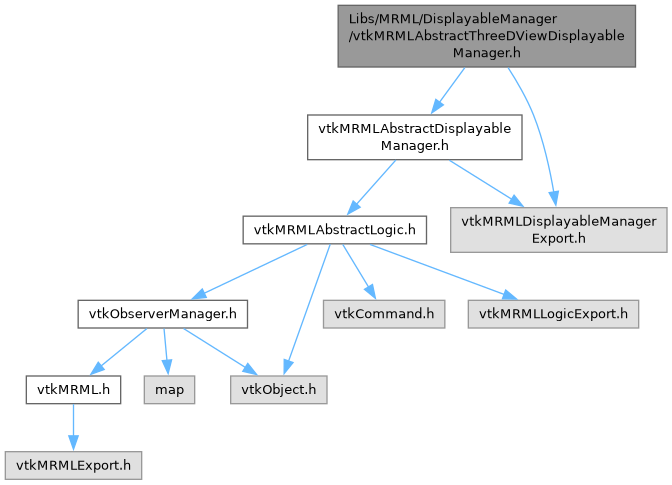 Libs/MRML/DisplayableManager
/vtkMRMLAbstractThreeDViewDisplayable
Manager.h
vtkMRMLAbstractDisplayable
Manager.h
vtkMRMLDisplayableManager
Export.h
vtkMRMLAbstractLogic.h
vtkObserverManager.h
vtkCommand.h
vtkMRMLLogicExport.h
vtkMRML.h
map
vtkObject.h
vtkMRMLExport.h